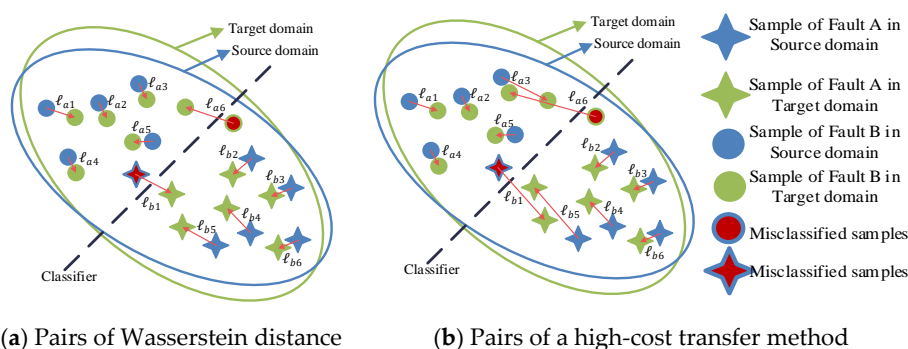 Target domain
Source domain
ℓa1
ℓa2
ℓa3
ℓa4
ℓa5
ℓa6
ℓb1
ℓb2
ℓb3
ℓb4
ℓb5
ℓb6
Classifier
(a) Pairs of Wasserstein distance
Target domain
Source domain
ℓa1
ℓa2
ℓa3
ℓa4
ℓa5
ℓa6
ℓb1
ℓb2
ℓb3
ℓb4
ℓb5
ℓb6
Classifier
(b) Pairs of a high-cost transfer method
Sample of Fault A in
Source domain
Sample of Fault A in
Target domain
Sample of Fault B in
Source domain
Sample of Fault B in
Target domain
Misclassified samples
Misclassified samples